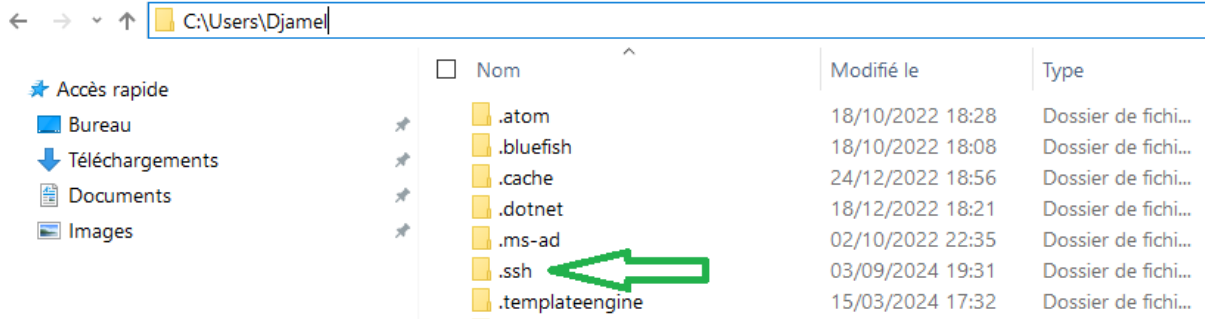 C:\Users\Djamel
Accès rapide
Bureau
Téléchargements
Documents
Images
Nom Modifié le Type
.atom 18/10/2022 18:28 Dossier de fichi...
.bluefish 18/10/2022 18:08 Dossier de fichi...
.cache 24/12/2022 18:56 Dossier de fichi...
.dotnet 18/12/2022 18:21 Dossier de fichi...
.ms-ad 02/10/2022 22:35 Dossier de fichi...
.ssh 03/09/2024 19:31 Dossier de fichi...
.templateengine 15/03/2024 17:32 Dossier de fichi...